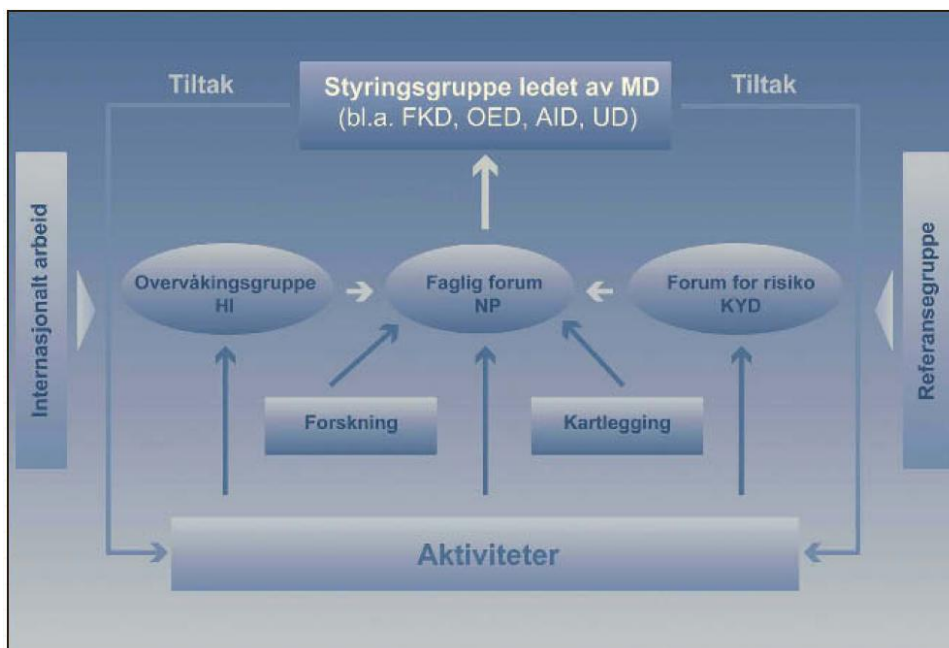 Tiltak
Styringsgruppe ledet av MD
(bl.a. FKD, OED, AID, UD)
Tiltak
Internasjonalt arbeid
Overvåkingsgruppe
HI
Faglig forum
NP
Forum for risiko
KYD
Referansegruppe
Forskning
Kartlegging
Aktiviteter